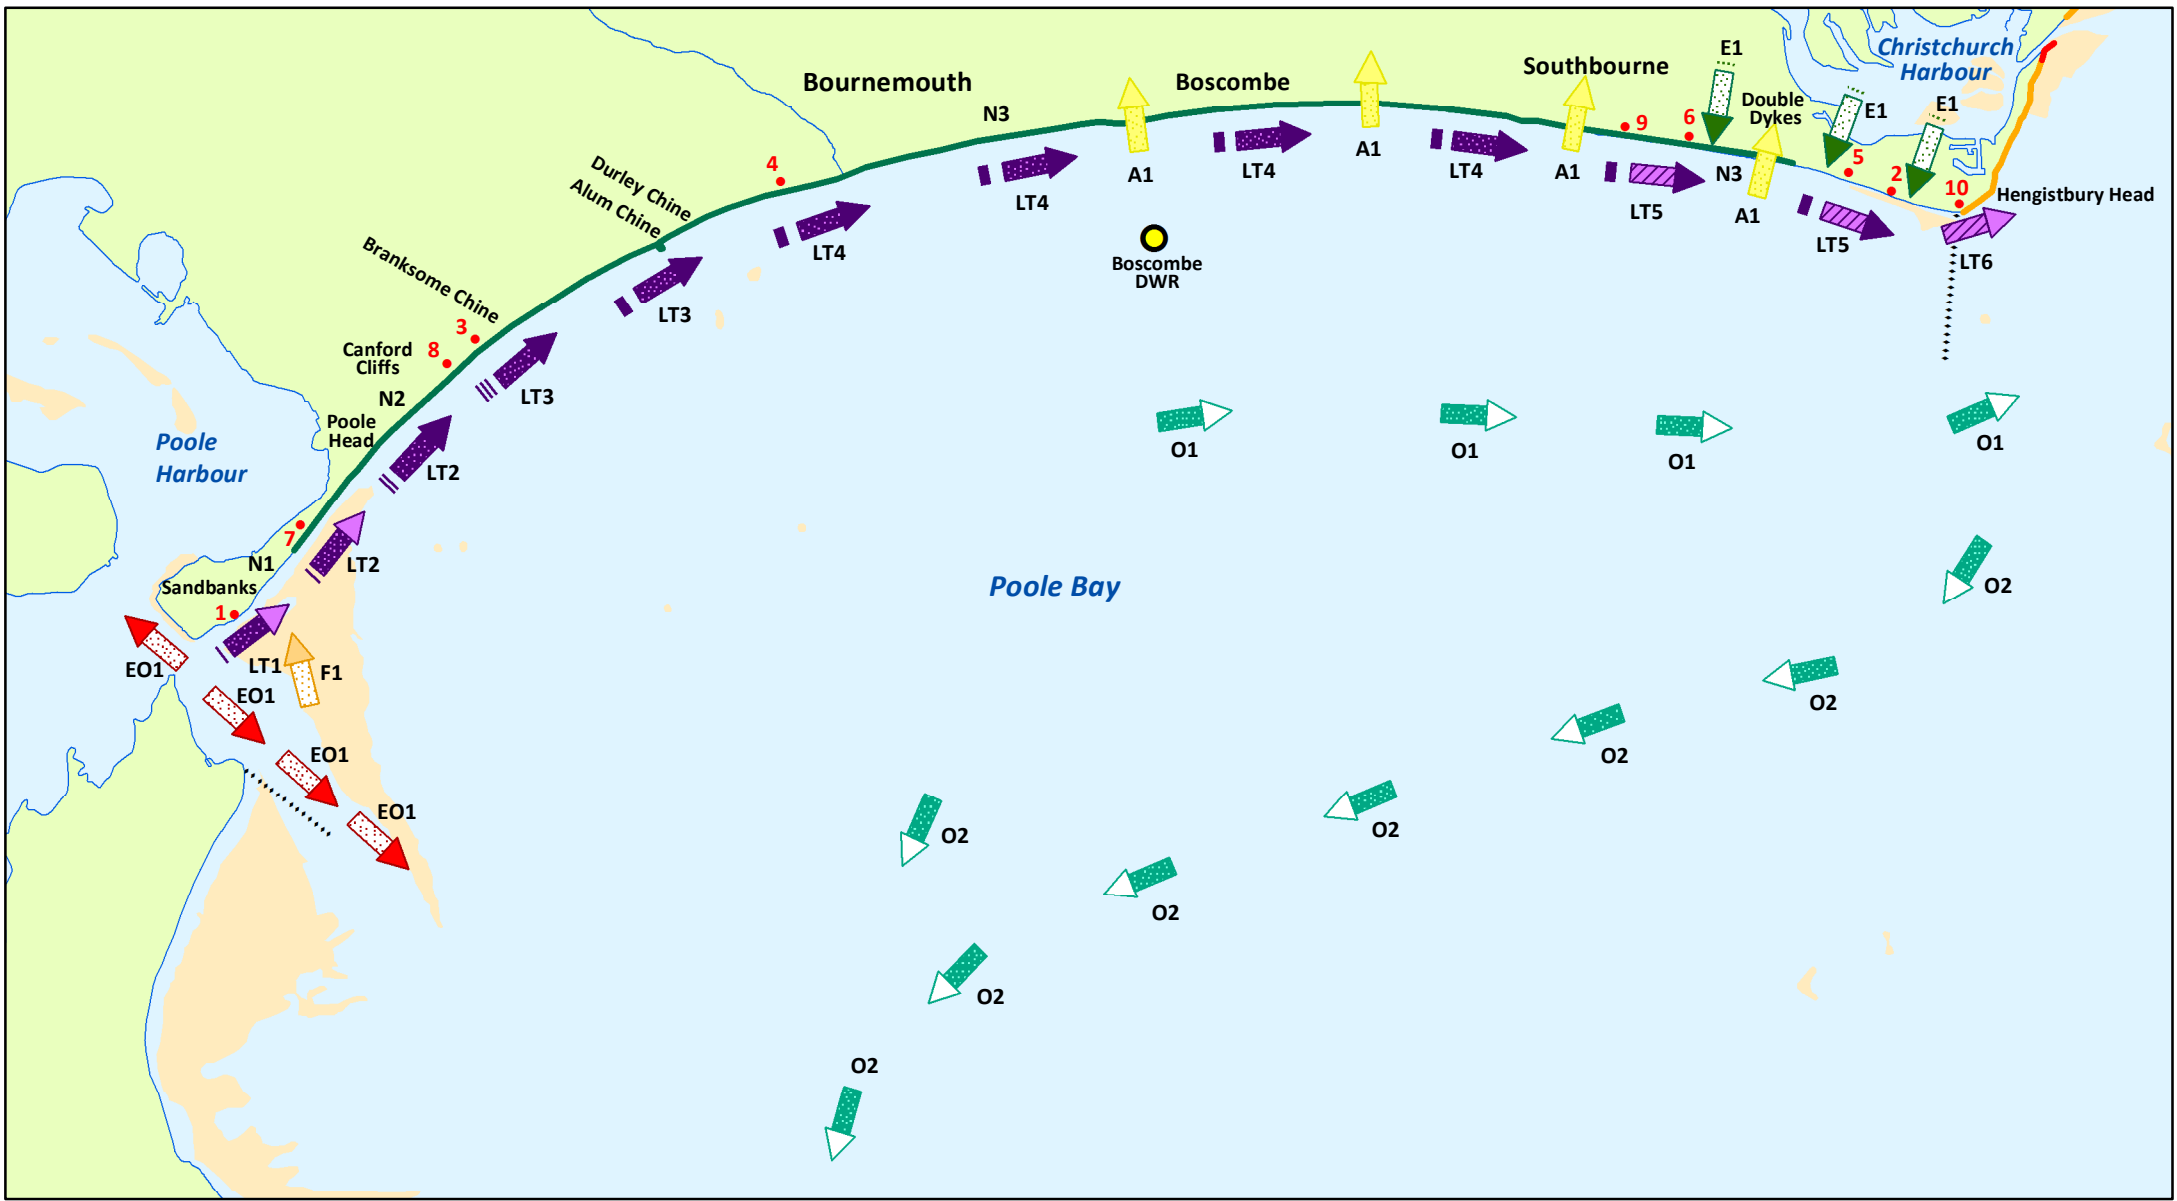 E1
Christchurch
Harbour
Southbourne
Bournemouth
Boscombe
N3
Double
Dykes
E1
E1
6
9
4
A1
LT4
A1
LT4
A1
N3
5
2
10
Hengistbury Head
Durley Chine
Alum Chine
LT4
LT5
A1
LT5
LT6
LT4
Boscombe
DWR
Branksome Chine
LT3
3
8
Canford
Cliffs
LT3
N2
Poole
Head
LT2
Poole
Harbour
O1
O1
O1
O1
7
N1
LT2
Sandbanks
1
Poole Bay
O2
EO1
LT1
F1
EO1
O2
EO1
O2
EO1
O2
O2
O2
O2
O2